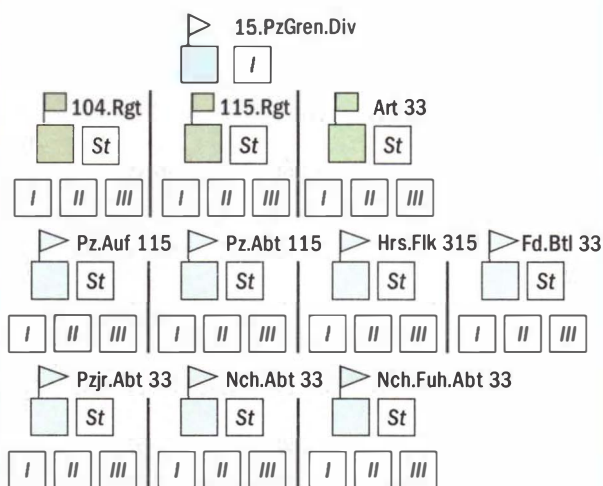 15.PzGren.Div
I
104.Rgt 115.Rgt Art 33
St St St
I II III I II III I II III
Pz.Auf 115 Pz.Abt 115 Hrs.Flk 315 Fd.Btl 33
St St St St
I II III I II III I II III I II III
Pzjr.Abt 33 Nch.Abt 33 Nch.Fuh.Abt 33
St St St
I II III I II III I II III